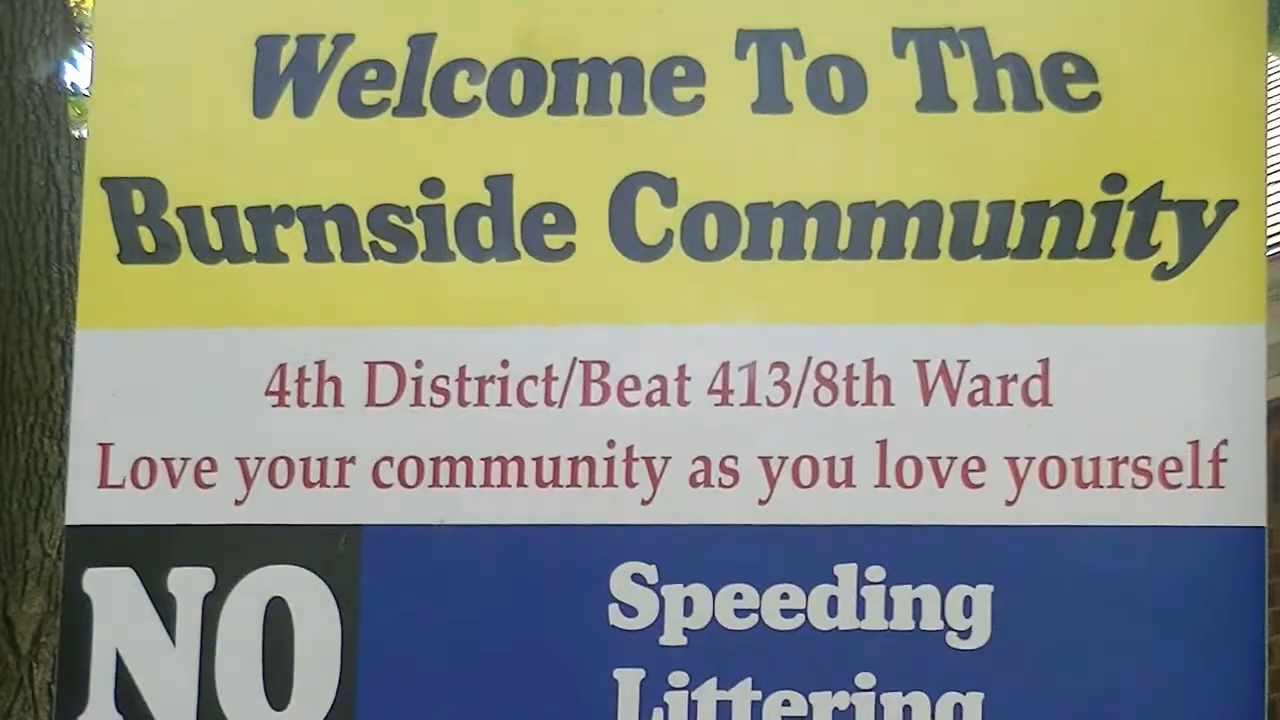 Welcome To The
Burnside Community
4th District/Beat 413/8th Ward
Love your community as you love yourself
NO
Speeding
Littering